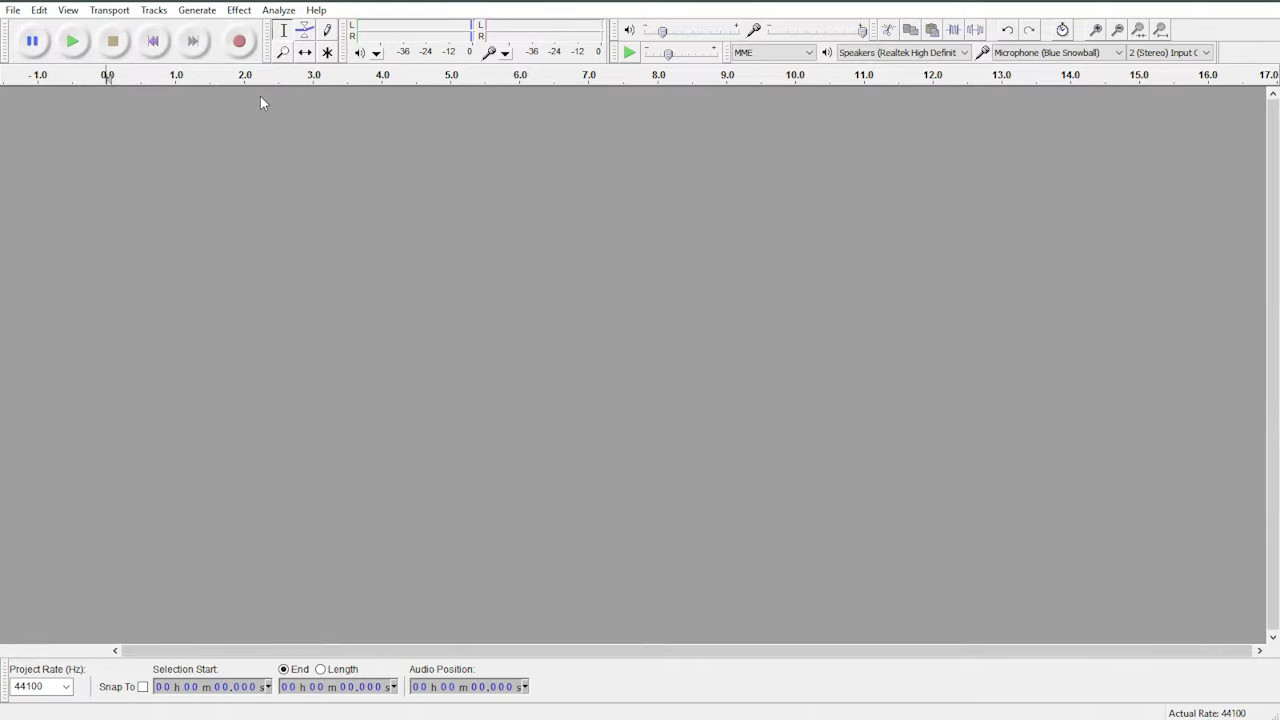 File Edit View Transport Tracks Generate Effect Analyze Help
L
R
-36 -24 -12 0
L
R
-36 -24 -12 0
- +
- +
- +
MME
Speakers (Realtek High Definit
Microphone (Blue Snowball)
2 (Stereo) Input C
-1.0 0.0 1.0 2.0 3.0 4.0 5.0 6.0 7.0 8.0 9.0 10.0 11.0 12.0 13.0 14.0 15.0 16.0 17.0
Project Rate (Hz): Selection Start: End Length Audio Position:
44100 Snap To 00 h 00 m 00.000 s 00 h 00 m 00.000 s 00 h 00 m 00.000 s
Actual Rate: 44100